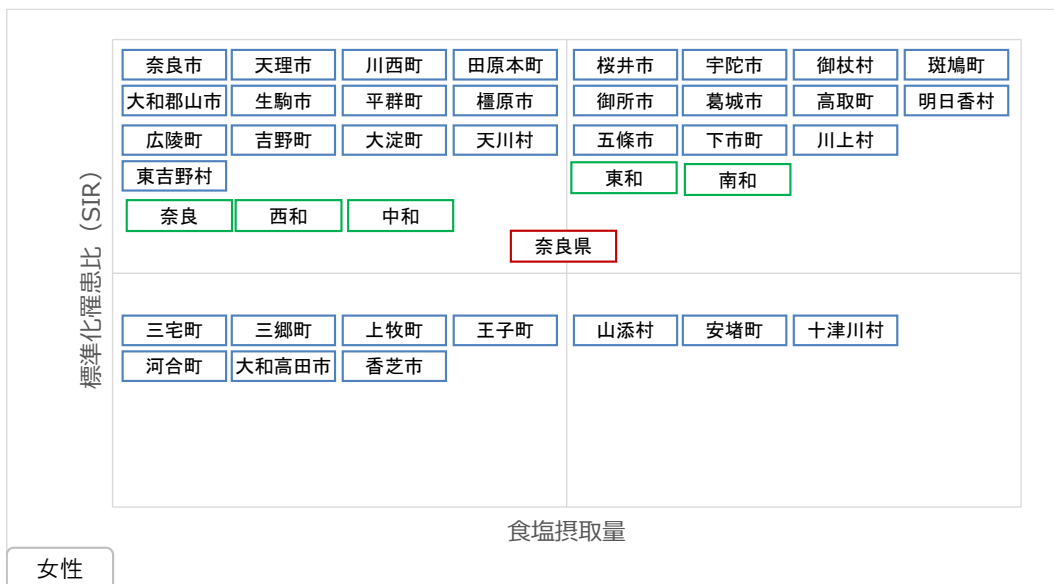 奈良市 天理市 川西町 田原本町 桜井市 宇陀市 御杖村 斑鳩町
大和郡山市 生駒市 平群町 橿原市 御所市 葛城市 高取町 明日香村
広陵町 吉野町 大淀町 天川村 五條市 下市町 川上村
東吉野村 東和 南和
奈良 西和 中和
奈良県
標準化罹患比（SIR）
三宅町 三郷町 上牧町 王子町 山添村 安堵町 十津川村
河合町 大和高田市 香芝市
食塩摂取量
女性